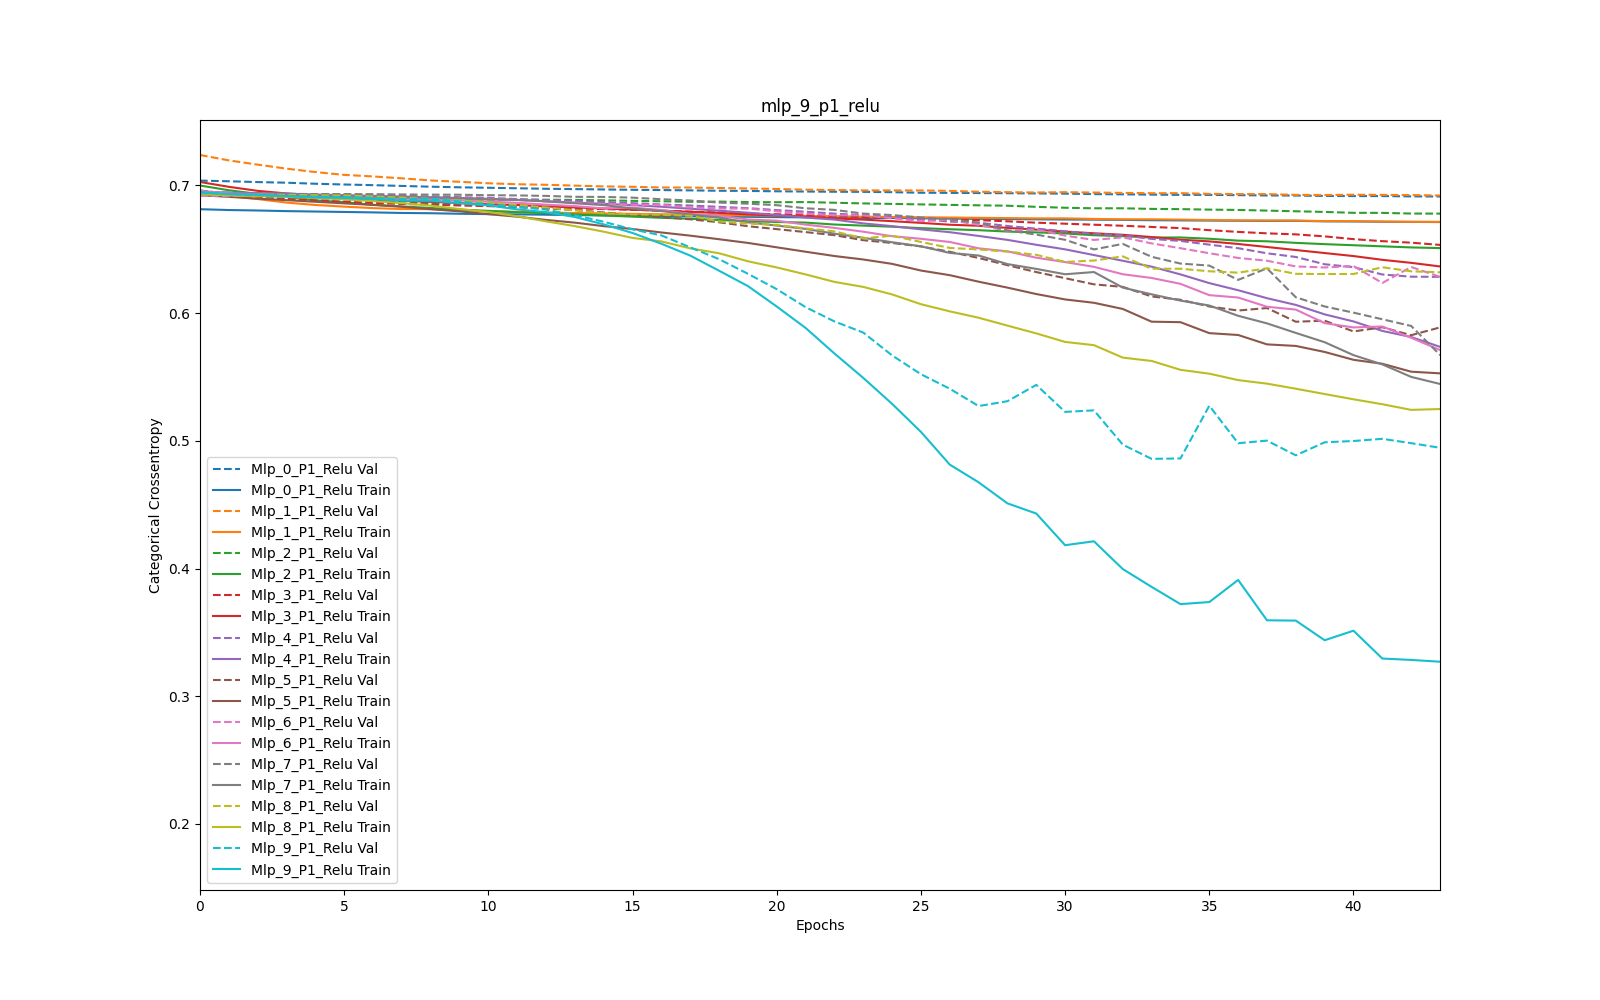 mlp_9_p1_relu
Categorical Crossentropy
0.7
0.6
0.5
0.4
0.3
0.2
Mlp_0_P1_Relu Val
Mlp_0_P1_Relu Train
Mlp_1_P1_Relu Val
Mlp_1_P1_Relu Train
Mlp_2_P1_Relu Val
Mlp_2_P1_Relu Train
Mlp_3_P1_Relu Val
Mlp_3_P1_Relu Train
Mlp_4_P1_Relu Val
Mlp_4_P1_Relu Train
Mlp_5_P1_Relu Val
Mlp_5_P1_Relu Train
Mlp_6_P1_Relu Val
Mlp_6_P1_Relu Train
Mlp_7_P1_Relu Val
Mlp_7_P1_Relu Train
Mlp_8_P1_Relu Val
Mlp_8_P1_Relu Train
Mlp_9_P1_Relu Val
Mlp_9_P1_Relu Train
0 5 10 15 20 25 30 35 40
Epochs